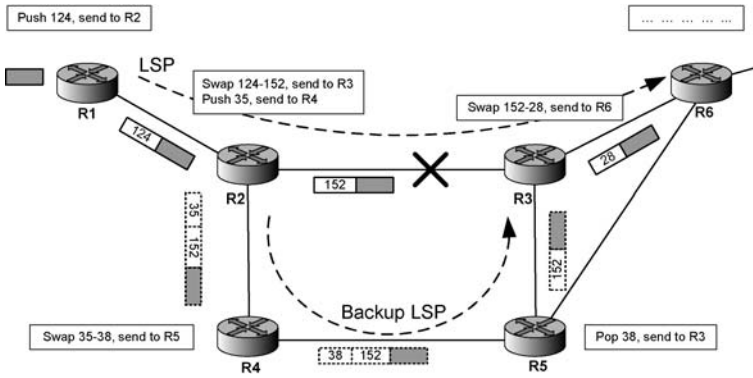 Push 124, send to R2
... ... ... ... ...
LSP
Swap 124-152, send to R3
Push 35, send to R4
Swap 152-28, send to R6
R1
R6
124
28
R2
152
R3
35 152
152
Backup LSP
Swap 35-38, send to R5
R4
38 152
R5
Pop 38, send to R3